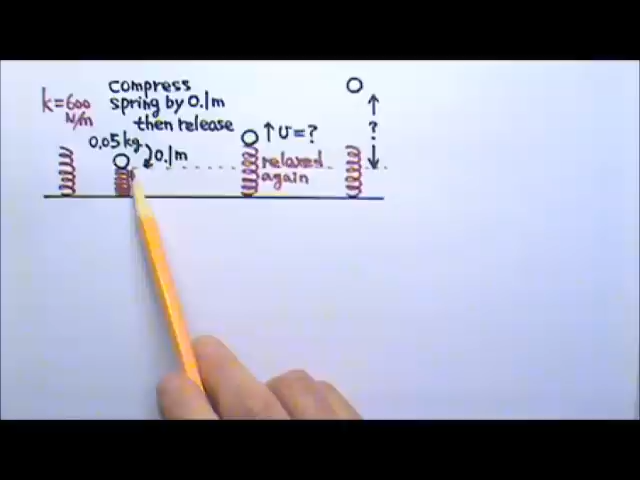 k=600 N/m
compress
spring by 0.1m
then release
0.05kg
0.1m
↑ v=?
relaxed
again
?